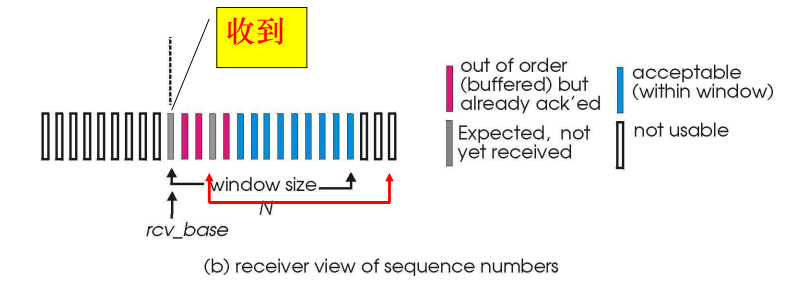 收到
out of order
(buffered) but
already ack'ed
acceptable
(within window)
Expected, not
yet received
not usable
window size
N
rcv_base
(b) receiver view of sequence numbers